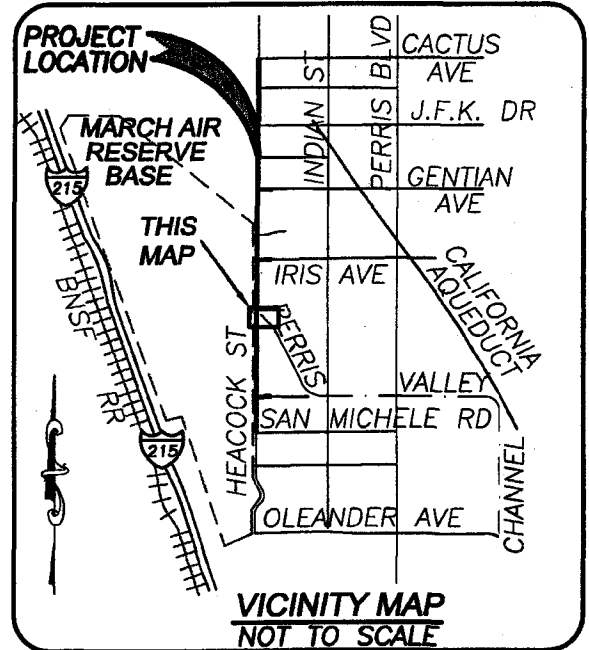 PROJECT
LOCATION
INDIAN ST
PERRIS BLVD
CACTUS
AVE
J.F.K. DR
MARCH AIR
RESERVE
BASE
215
GENTIAN
AVE
THIS
MAP
IRIS AVE
CALIFORNIA
AQUEDUCT
BNSF RR
HEACOCK ST
PERRIS
VALLEY
CHANNEL
SAN MICHELE RD
215
OLEANDER AVE
VICINITY MAP
NOT TO SCALE